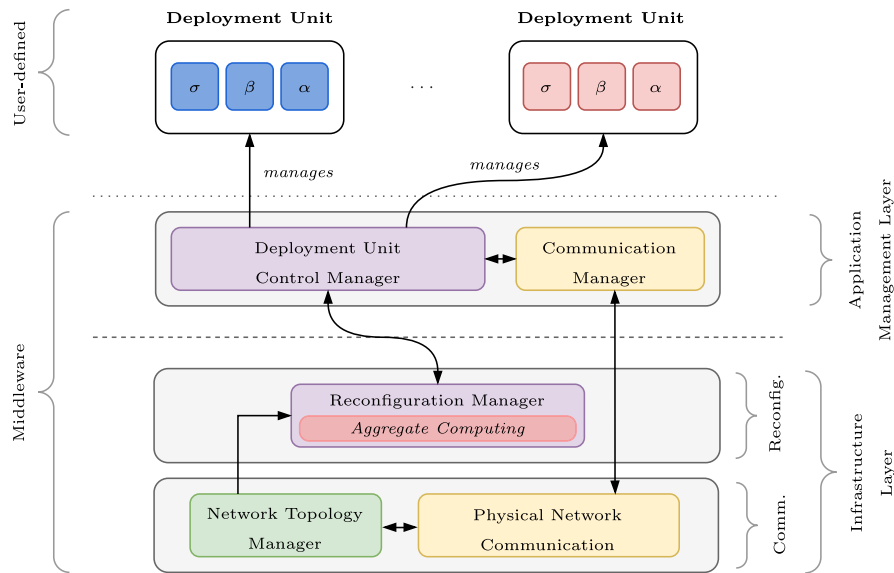 Deployment Unit
Deployment Unit
User-defined
σ β α
. . .
σ β α
manages
manages
Middleware
Deployment Unit
Control Manager
Communication
Manager
Application
Management Layer
Reconfiguration Manager
Aggregate Computing
Reconfig.
Infrastructure
Layer
Network Topology
Manager
Physical Network
Communication
Comm.